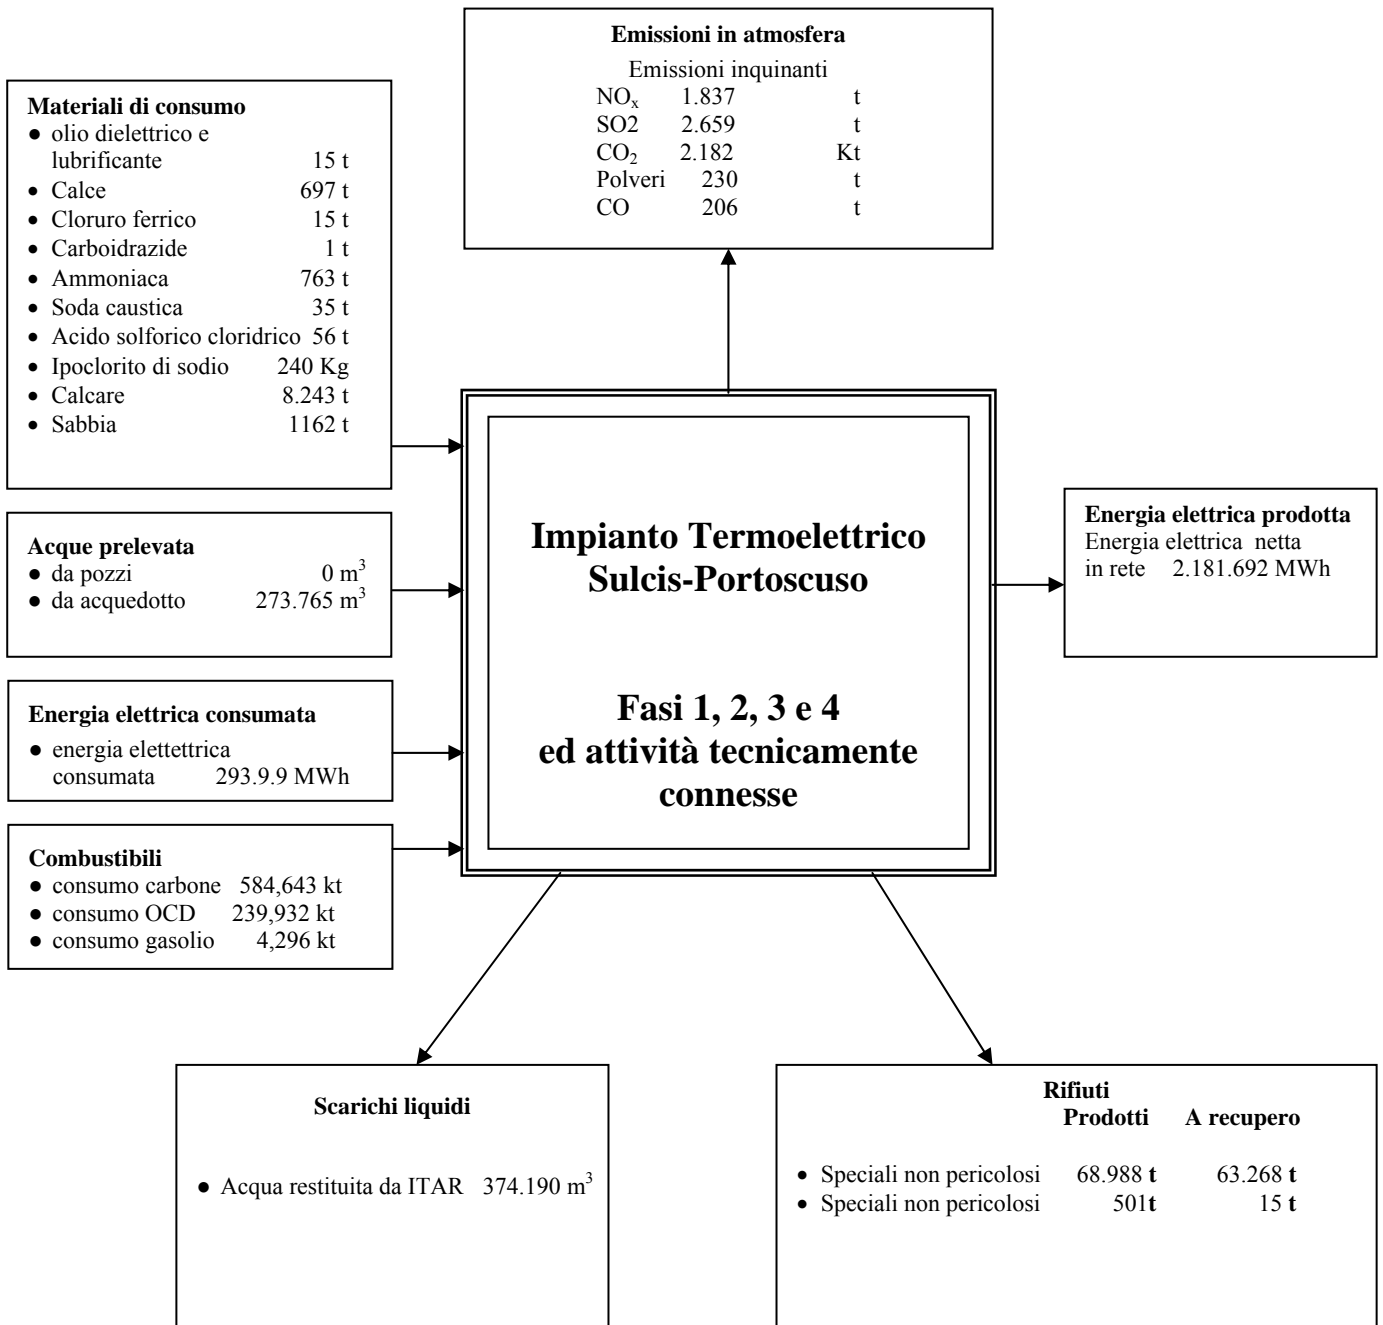 Emissioni in atmosfera
Emissioni inquinanti
NOx 1.837 t
SO2 2.659 t
CO2 2.182 Kt
Polveri 230 t
CO 206 t
Materiali di consumo
● olio dielettrico e
lubrificante 15 t
• Calce 697 t
• Cloruro ferrico 15 t
• Carboidrazide 1 t
• Ammoniaca 763 t
• Soda caustica 35 t
• Acido solforico cloridrico 56 t
• Ipoclorito di sodio 240 Kg
• Calcare 8.243 t
• Sabbia 1162 t
Acque prelevata
● da pozzi 0 m3
● da acquedotto 273.765 m3
Energia elettrica consumata
● energia elettettrica
consumata 293.9.9 MWh
Combustibili
● consumo carbone 584,643 kt
● consumo OCD 239,932 kt
● consumo gasolio 4,296 kt
Impianto Termoelettrico
Sulcis-Portoscuso
Fasi 1, 2, 3 e 4
ed attività tecnicamente
connesse
Energia elettrica prodotta
Energia elettrica netta
in rete 2.181.692 MWh
Scarichi liquidi
● Acqua restituita da ITAR 374.190 m3
Rifiuti
Prodotti A recupero
• Speciali non pericolosi 68.988 t 63.268 t
• Speciali non pericolosi 501t 15 t